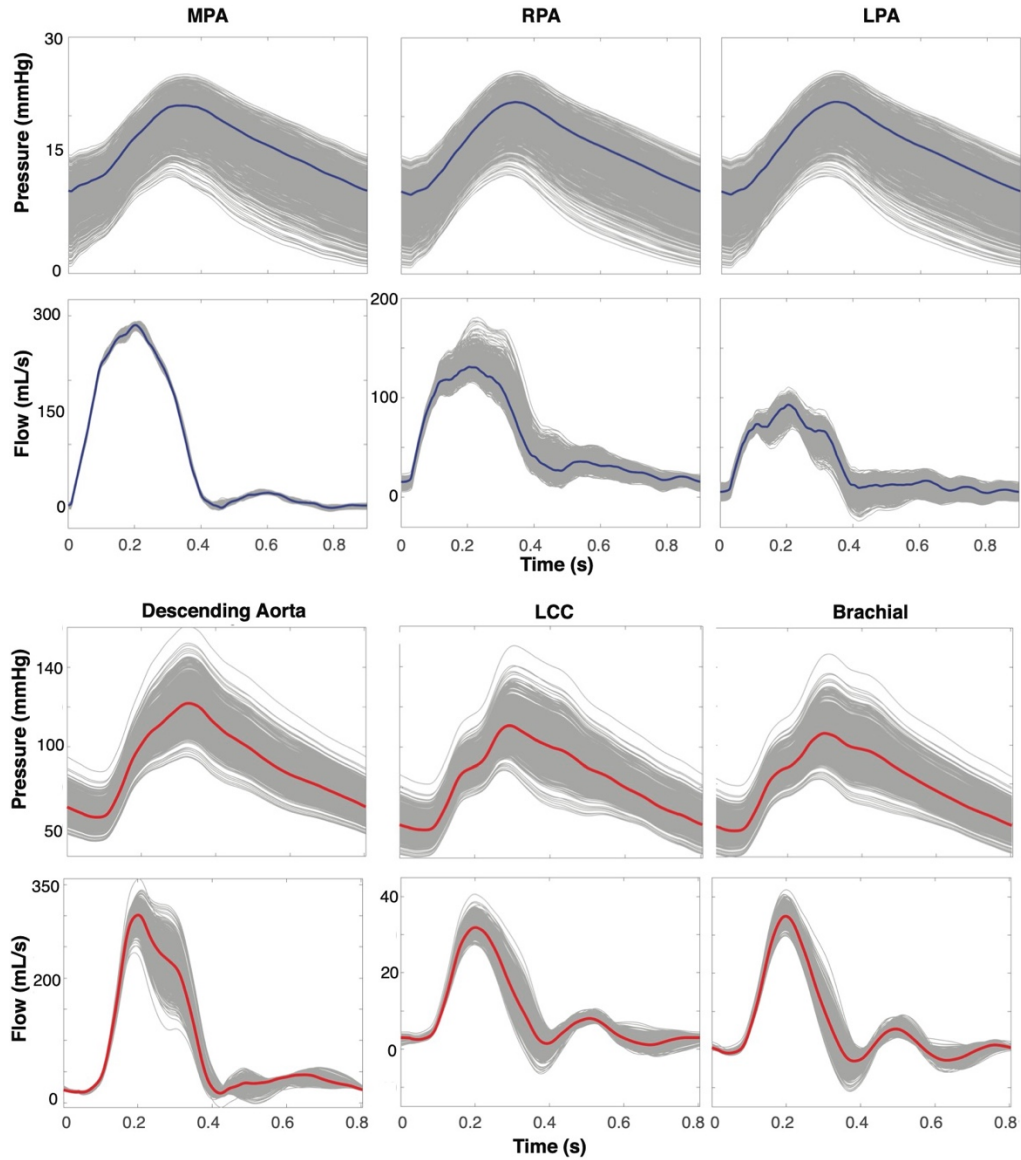 MPA RPA LPA
Pressure (mmHg)
30
15
0
Flow (mL/s)
300
150
0
200
100
0
0 0.2 0.4 0.6 0.8 0 0.2 0.4 0.6 0.8 0 0.2 0.4 0.6 0.8
Time (s)
Descending Aorta LCC Brachial
Pressure (mmHg)
140
100
50
Flow (mL/s)
350
200
0
40
20
0
0 0.2 0.4 0.6 0.8 0 0.2 0.4 0.6 0.8 0 0.2 0.4 0.6 0.8
Time (s)